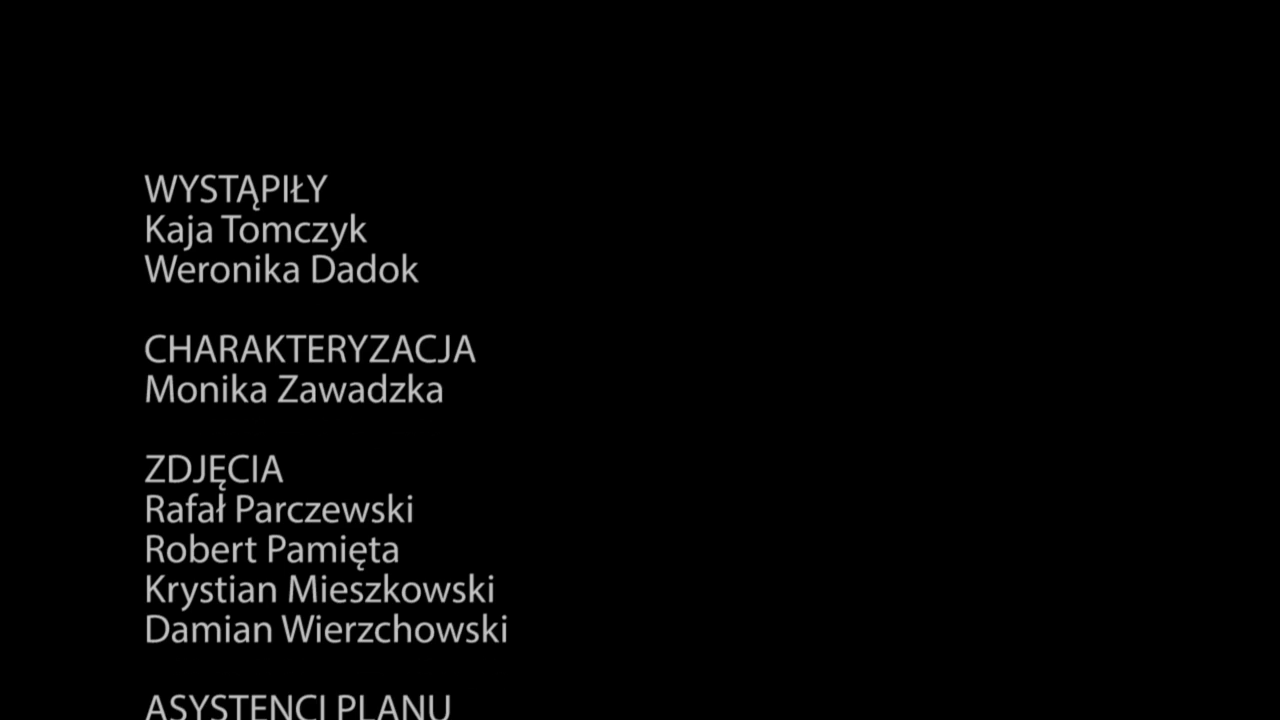 WYSTĄPIŁY
Kaja Tomczyk
Weronika Dadok
CHARAKTERYZACJA
Monika Zawadzka
ZDJĘCIA
Rafał Parczewski
Robert Pamięta
Krystian Mieszkowski
Damian Wierzchowski
ASYSTENCI PLANU